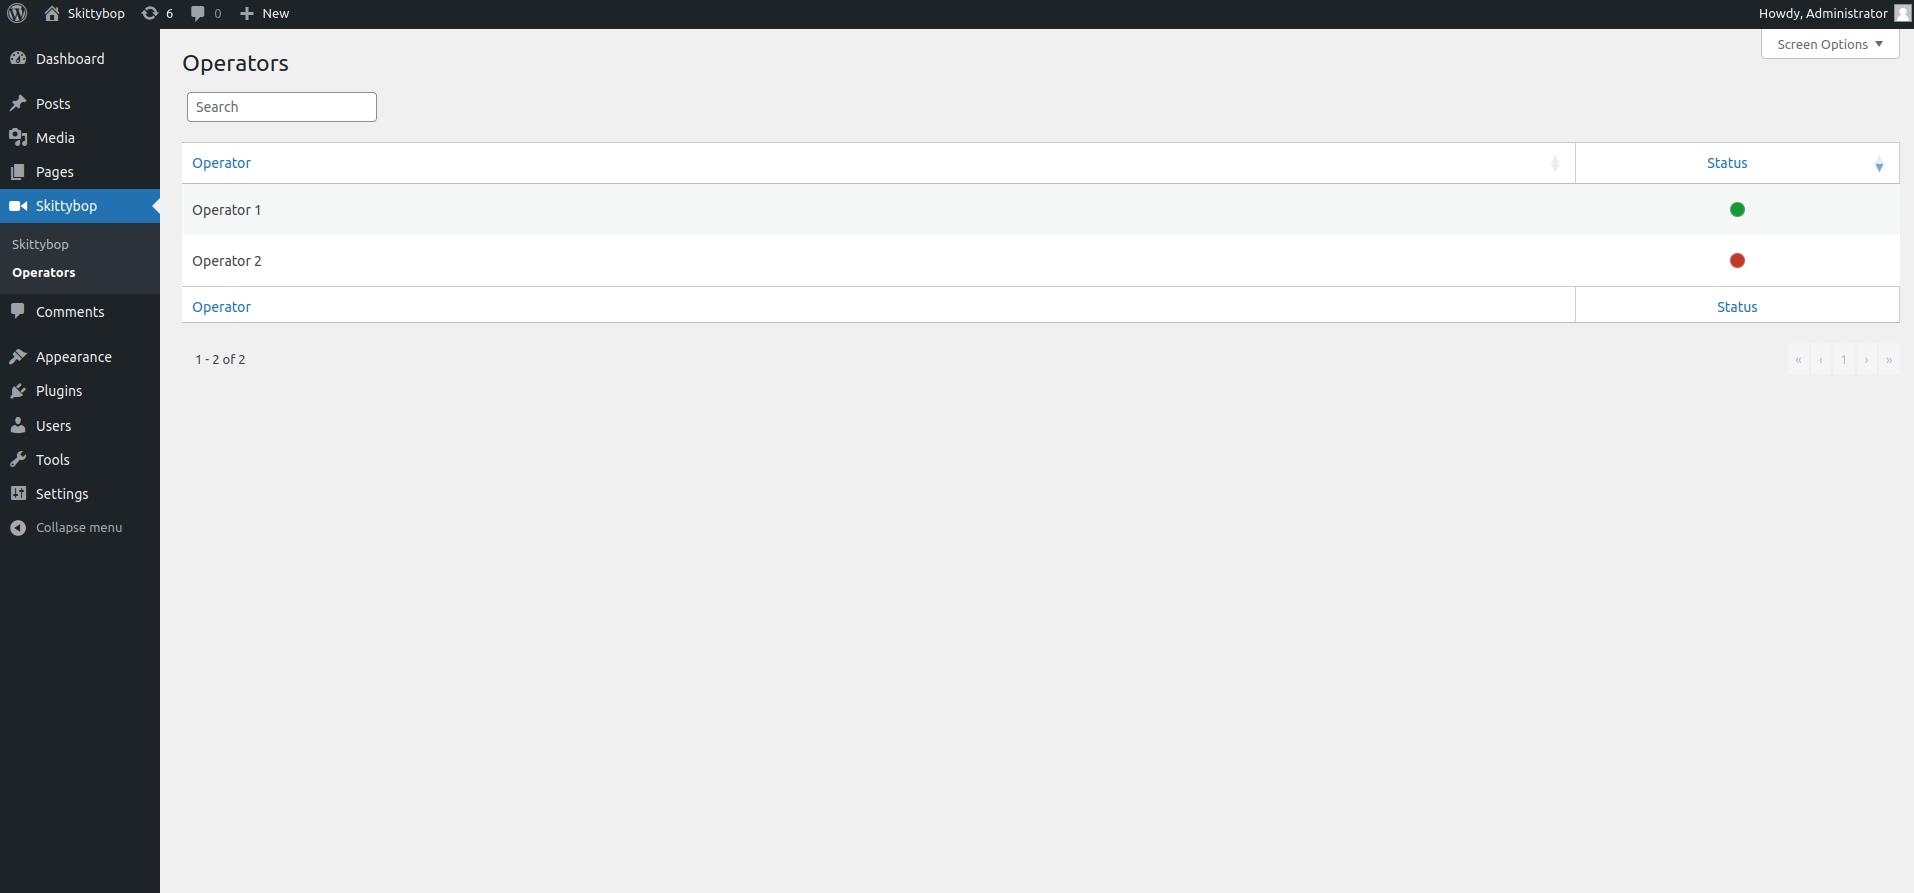 Skittybop 6 0 New Howdy, Administrator
Screen Options
Dashboard
Posts
Media
Pages
Skittybop
Skittybop
Operators
Comments
Appearance
Plugins
Users
Tools
Settings
Collapse menu
Operators
Search
Operator Status
Operator 1
Operator 2
Operator Status
1 - 2 of 2 « ‹ 1 › »